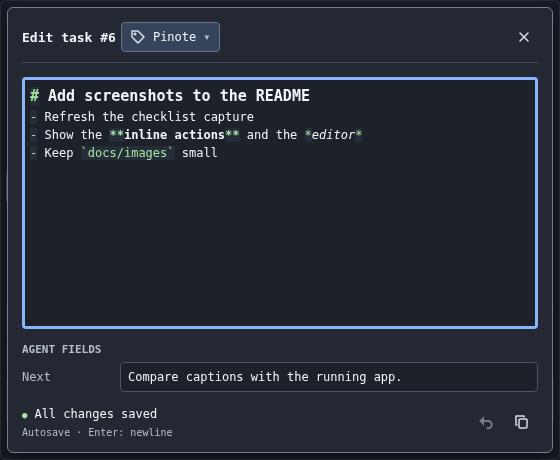 Edit task #6
Pinote
# Add screenshots to the README
- Refresh the checklist capture
- Show the **inline actions** and the *editor*
- Keep `docs/images` small
AGENT FIELDS
Next
Compare captions with the running app.
All changes saved
Autosave · Enter: newline